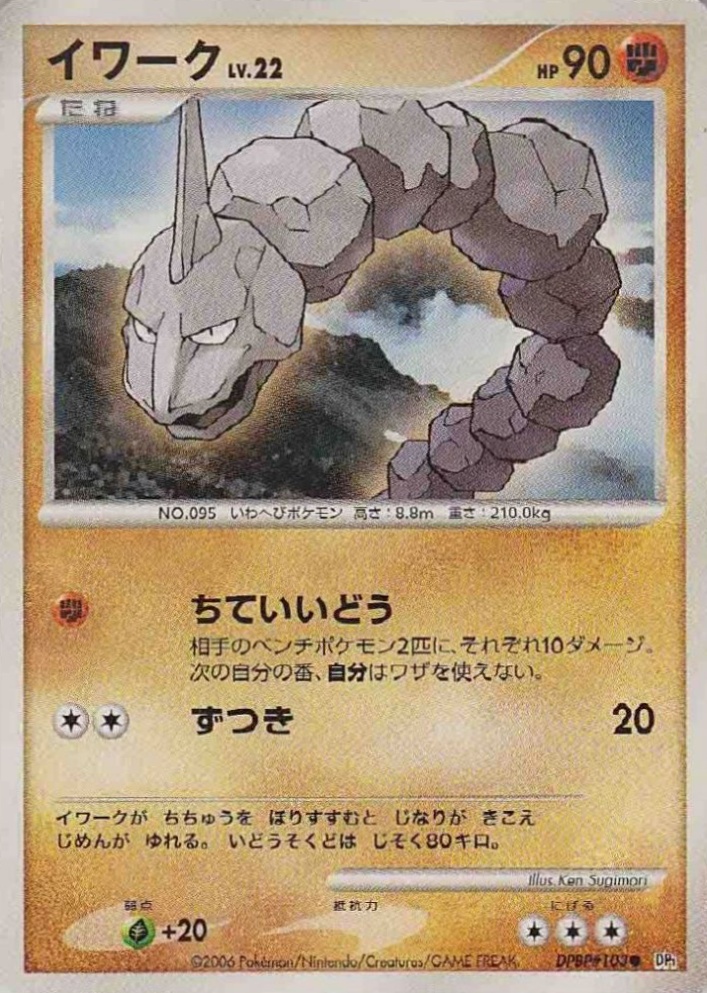 イワーク LV.22 HP 90
たね
NO.095 いわへびポケモン 高さ:8.8m 重さ:210.0kg
ちていいどう
相手のベンチポケモン2匹に、それぞれ10ダメージ。
次の自分の番、自分はワザを使えない。
ずつき 20
イワークが ちちゅうを ほりすすむと じなりが きこえ
じめんが ゆれる。 いどうそくどは じそく80キロ。
Illus. Ken Sugimori
弱点 抵抗力 にげる
+20
©2006 Pokémon/Nintendo/Creatures/GAME FREAK. DPBP#103 DP1